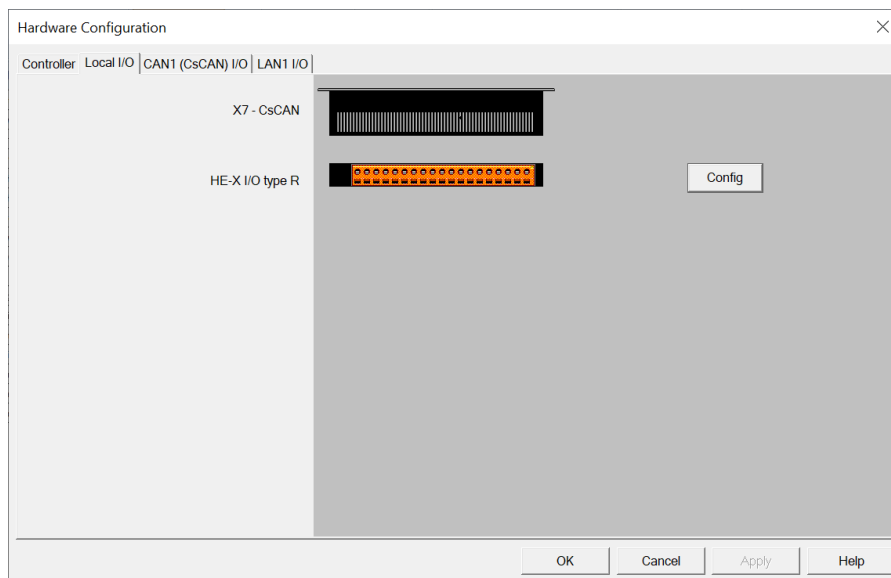 Hardware Configuration
Controller Local I/O CAN1 (CsCAN) I/O LAN1 I/O
X7 - CsCAN
HE-X I/O type R
Config
OK Cancel Apply Help